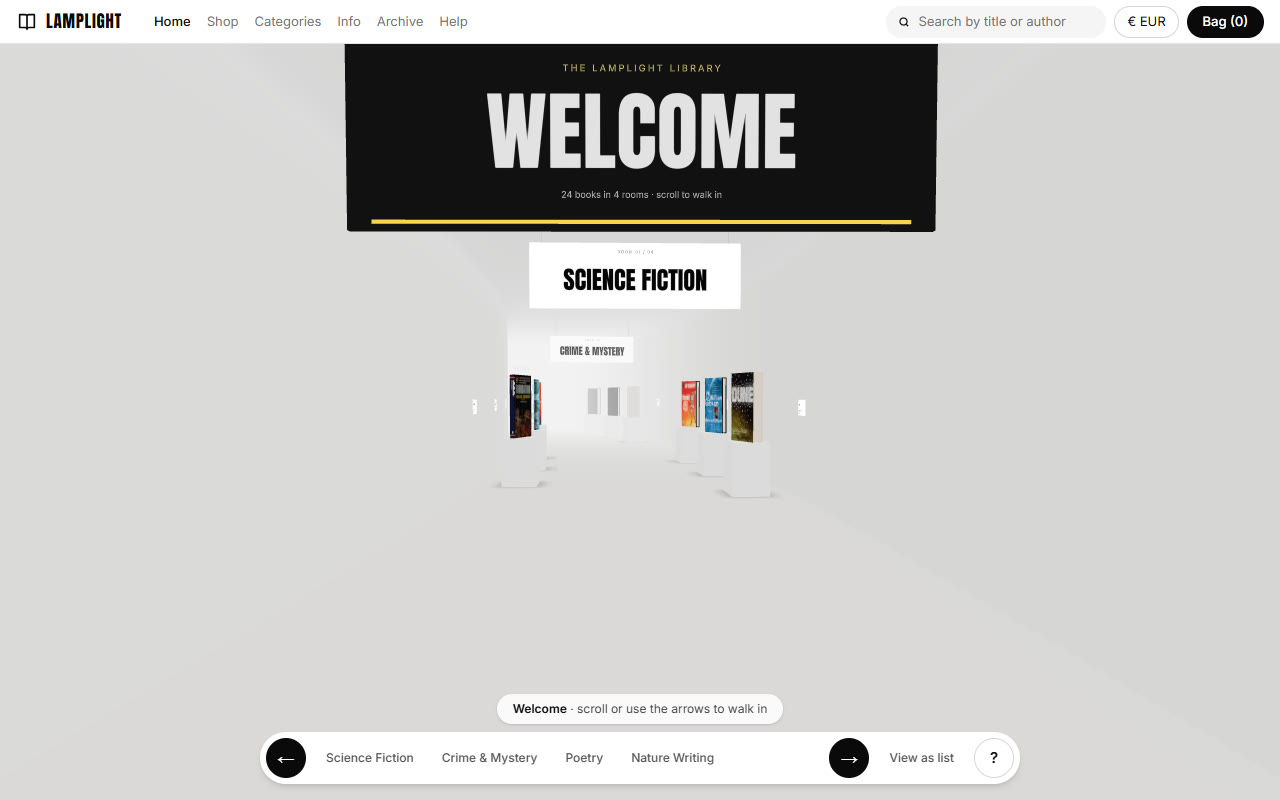 LAMPLIGHT
Home Shop Categories Info Archive Help
Search by title or author
€ EUR
Bag (0)
THE LAMPLIGHT LIBRARY
WELCOME
24 books in 4 rooms · scroll to walk in
SCIENCE FICTION
CRIME & MYSTERY
DUNE
Welcome · scroll or use the arrows to walk in
← Science Fiction Crime & Mystery Poetry Nature Writing → View as list ?